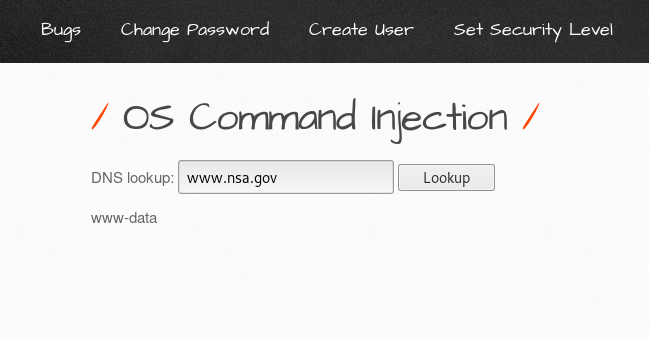 Bugs Change Password Create User Set Security Level
/ OS Command Injection /
DNS lookup: www.nsa.gov Lookup
www-data